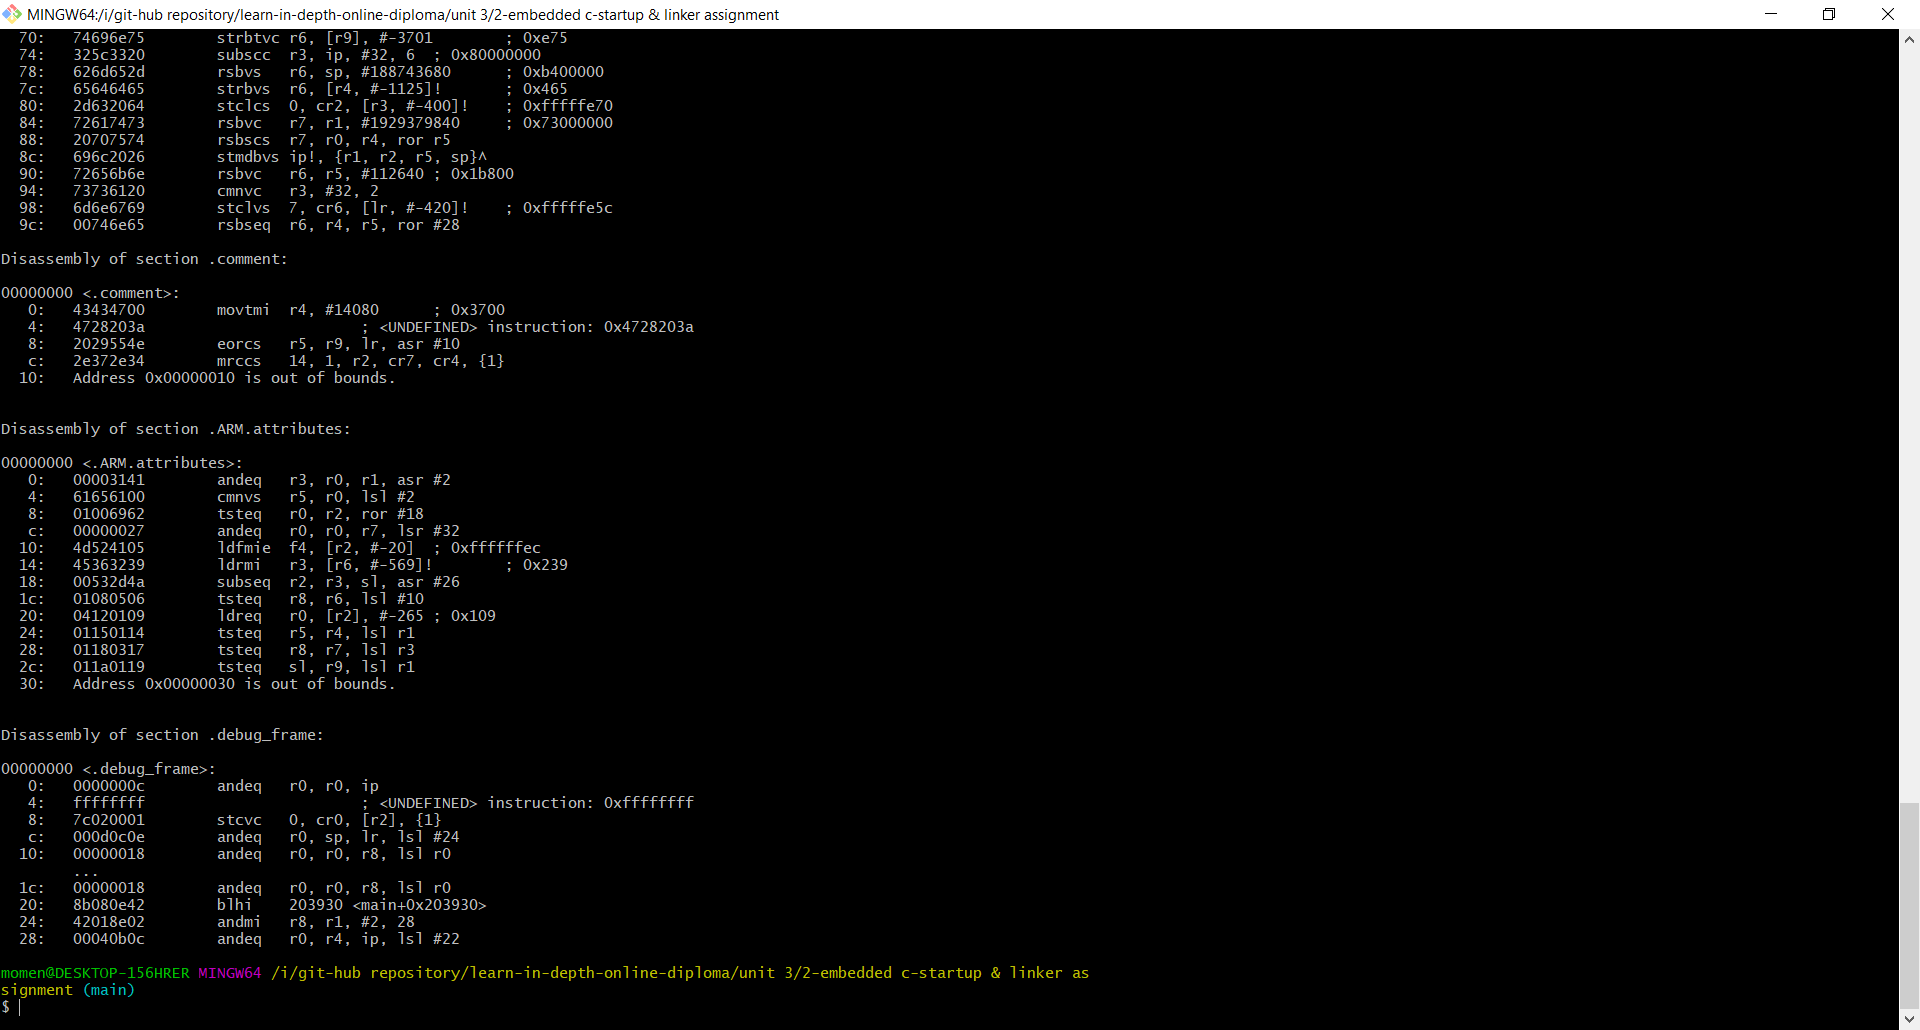 MINGW64:/i/git-hub repository/learn-in-depth-online-diploma/unit 3/2-embedded c-startup & linker assignment
70: 74696e75 strbtvc r6, [r9], #-3701 ; 0xe75
74: 325c3320 subscc r3, ip, #32, 6 ; 0x80000000
78: 626d652d rsbvs r6, sp, #188743680 ; 0xb400000
7c: 65646465 strbvs r6, [r4, #-1125]! ; 0x465
80: 2d632064 stclcs 0, cr2, [r3, #-400]! ; 0xfffffe70
84: 72617473 rsbvc r7, r1, #1929379840 ; 0x73000000
88: 20707574 rsbscs r7, r0, r4, ror r5
8c: 696c2026 stmdbvs ip!, {r1, r2, r5, sp}^
90: 72656b6e rsbvc r6, r5, #112640 ; 0x1b800
94: 73736120 cmnvc r3, #32, 2
98: 6d6e6769 stclvs 7, cr6, [lr, #-420]! ; 0xfffffe5c
9c: 00746e65 rsbseq r6, r4, r5, ror #28
Disassembly of section .comment:
00000000 <.comment>:
0: 43434700 movtmi r4, #14080 ; 0x3700
4: 4728203a ; <UNDEFINED> instruction: 0x4728203a
8: 2029554e eorcs r5, r9, lr, asr #10
c: 2e372e34 mrccs 14, 1, r2, cr7, cr4, {1}
10: Address 0x00000010 is out of bounds.
Disassembly of section .ARM.attributes:
00000000 <.ARM.attributes>:
0: 00003141 andeq r3, r0, r1, asr #2
4: 61656100 cmnvs r5, r0, lsl #2
8: 01006962 tsteq r0, r2, ror #18
c: 00000027 andeq r0, r0, r7, lsr #32
10: 4d524105 ldfmie f4, [r2, #-20] ; 0xffffffec
14: 45363239 ldrmi r3, [r6, #-569]! ; 0x239
18: 00532d4a subseq r2, r3, sl, asr #26
1c: 01080506 tsteq r8, r6, lsl #10
20: 04120109 ldreq r0, [r2], #-265 ; 0x109
24: 01150114 tsteq r5, r4, lsl r1
28: 01180317 tsteq r8, r7, lsl r3
2c: 011a0119 tsteq sl, r9, lsl r1
30: Address 0x00000030 is out of bounds.
Disassembly of section .debug_frame:
00000000 <.debug_frame>:
0: 0000000c andeq r0, r0, ip
4: ffffffff ; <UNDEFINED> instruction: 0xffffffff
8: 7c020001 stcvc 0, cr0, [r2], {1}
c: 000d0c0e andeq r0, sp, lr, lsl #24
10: 00000018 andeq r0, r0, r8, lsl r0
...
1c: 00000018 andeq r0, r0, r8, lsl r0
20: 8b080e42 blhi 203930 <main+0x203930>
24: 42018e02 andmi r8, r1, #2, 28
28: 00040b0c andeq r0, r4, ip, lsl #22
momen@DESKTOP-156HRER MINGW64 /i/git-hub repository/learn-in-depth-online-diploma/unit 3/2-embedded c-startup & linker as
signment (main)
$